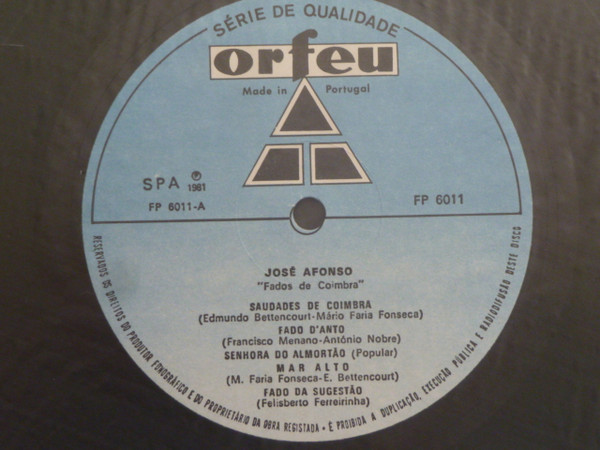 SÉRIE DE QUALIDADE
orfeu
Made in Portugal
SPA ℗ 1981
FP 6011-A
FP 6011
JOSÉ AFONSO
"Fados de Coimbra"
SAUDADES DE COIMBRA
(Edmundo Bettencourt-Mário Faria Fonseca)
FADO D'ANTO
(Francisco Menano-António Nobre)
SENHORA DO ALMORTÃO (Popular)
MAR ALTO
(M. Faria Fonseca-E. Bettencourt)
FADO DA SUGESTÃO
(Felisberto Ferreirinha)
RESERVADOS OS DIREITOS DO PRODUTOR FONOGRÁFICO E DO PROPRIETÁRIO DA OBRA REGISTADA • É PROIBIDA A DUPLICAÇÃO, EXECUÇÃO PÚBLICA E RADIODIFUSÃO DESTE DISCO